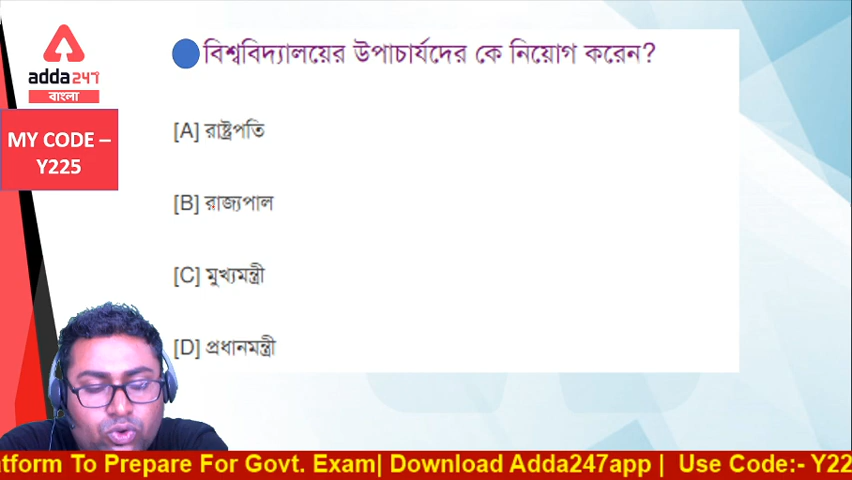 বিশ্ববিদ্যালয়ের উপাচার্যদের কে নিয়োগ করেন?
adda247
বাংলা
[A] রাষ্ট্রপতি
MY CODE –
Y225
[B] রাজ্যপাল
[C] মুখ্যমন্ত্রী
[D] প্রধানমন্ত্রী
tform To Prepare For Govt. Exam| Download Adda247app | Use Code:- Y22